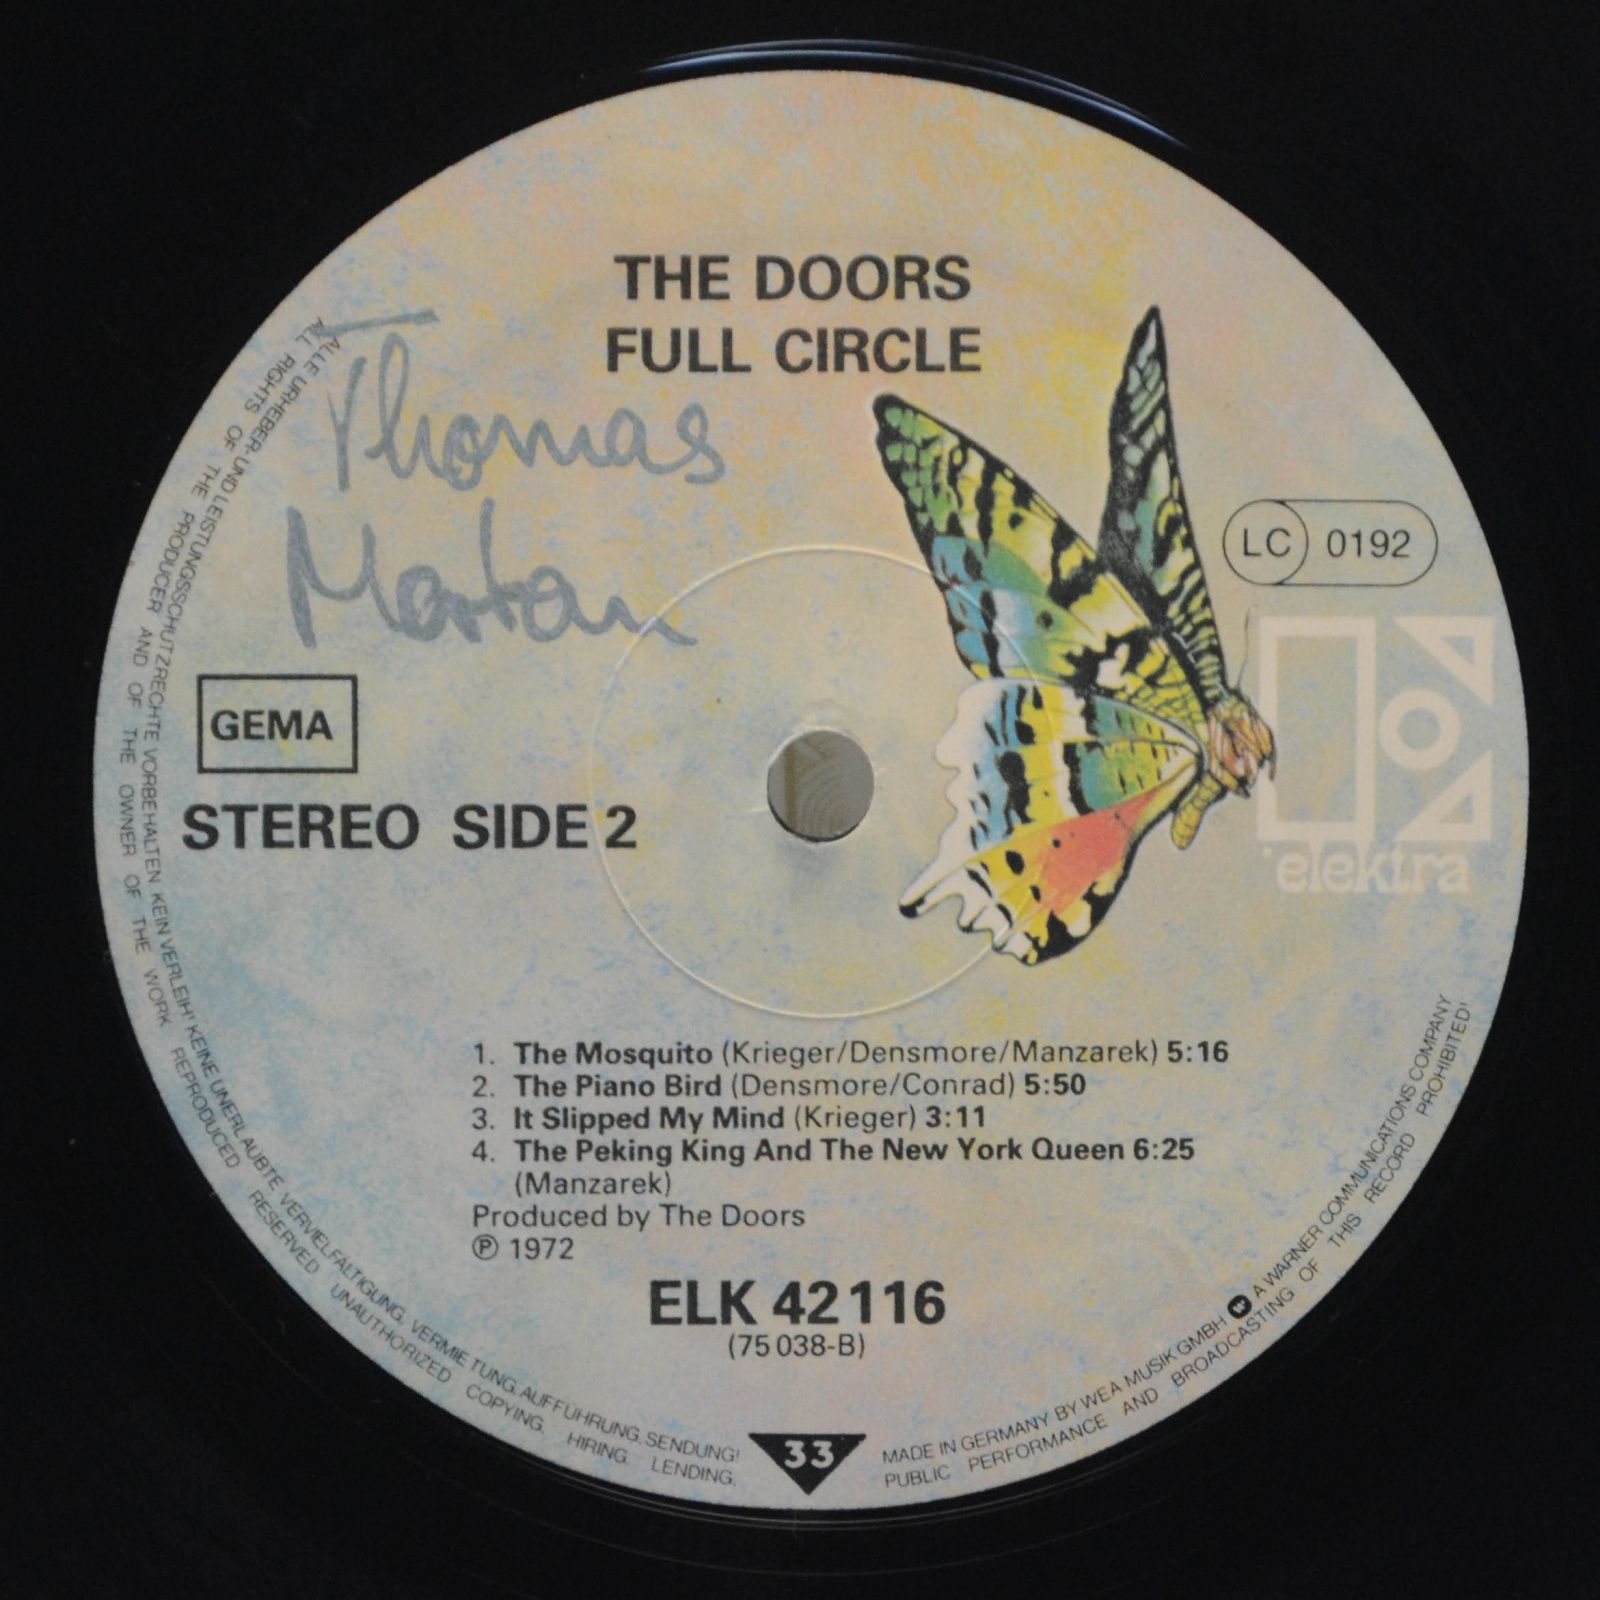 THE DOORS
FULL CIRCLE
Thomas
LC 0192
GEMA
STEREO SIDE 2
elektra
1. The Mosquito (Krieger/Densmore/Manzarek) 5:16
2. The Piano Bird (Densmore/Conrad) 5:50
3. It Slipped My Mind (Krieger) 3:11
4. The Peking King And The New York Queen 6:25
(Manzarek)
Produced by The Doors
℗ 1972
ELK 42 116
(75 038-B)
33
ALLE URHEBER- UND LEISTUNGSSCHUTZRECHTE VORBEHALTEN KEIN VERLEIH! KEINE UNERLAUBTE VERVIELFÄLTIGUNG, VERMIETUNG, AUFFÜHRUNG, SENDUNG!
ALL RIGHTS OF THE PRODUCER AND OF THE OWNER OF THE WORK REPRODUCED RESERVED UNAUTHORIZED COPYING, HIRING, LENDING,
MADE IN GERMANY BY WEA MUSIK GMBH A WARNER COMMUNICATIONS COMPANY
PUBLIC PERFORMANCE AND BROADCASTING OF THIS RECORD PROHIBITED!